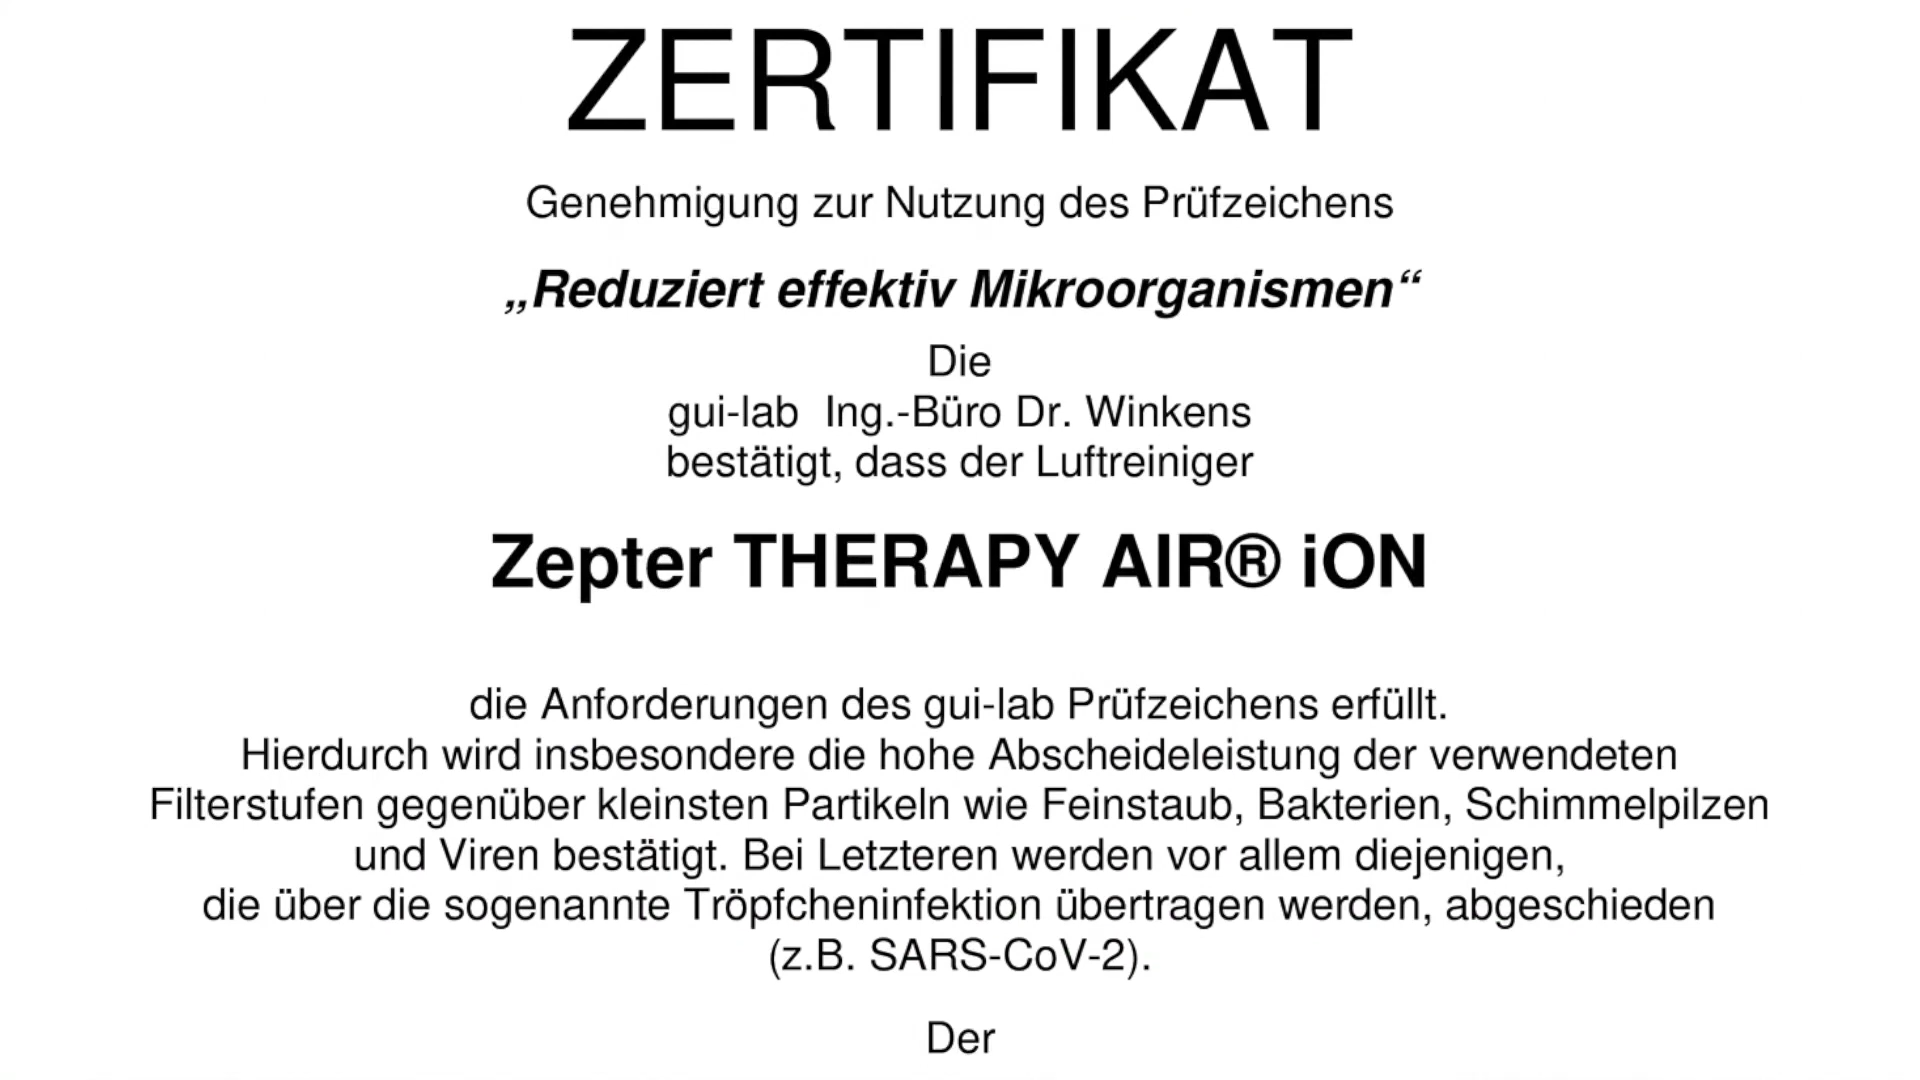 ZERTIFIKAT
Genehmigung zur Nutzung des Prüfzeichens
„Reduziert effektiv Mikroorganismen“
Die
gui-lab  Ing.-Büro Dr. Winkens
bestätigt, dass der Luftreiniger
Zepter THERAPY AIR® iON
die Anforderungen des gui-lab Prüfzeichens erfüllt.
Hierdurch wird insbesondere die hohe Abscheideleistung der verwendeten
Filterstufen gegenüber kleinsten Partikeln wie Feinstaub, Bakterien, Schimmelpilzen
und Viren bestätigt. Bei Letzteren werden vor allem diejenigen,
die über die sogenannte Tröpfcheninfektion übertragen werden, abgeschieden
(z.B. SARS-CoV-2).
Der